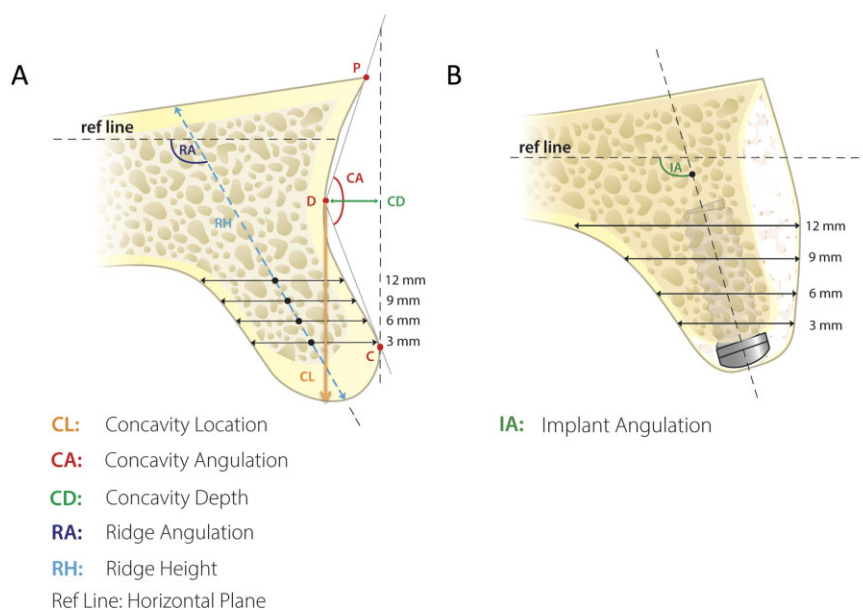 A
B
P
ref line
RA
CA
D
CD
RH
12 mm
9 mm
6 mm
3 mm
C
CL
ref line
IA
12 mm
9 mm
6 mm
3 mm
CL: Concavity Location
CA: Concavity Angulation
CD: Concavity Depth
RA: Ridge Angulation
RH: Ridge Height
Ref Line: Horizontal Plane
IA: Implant Angulation